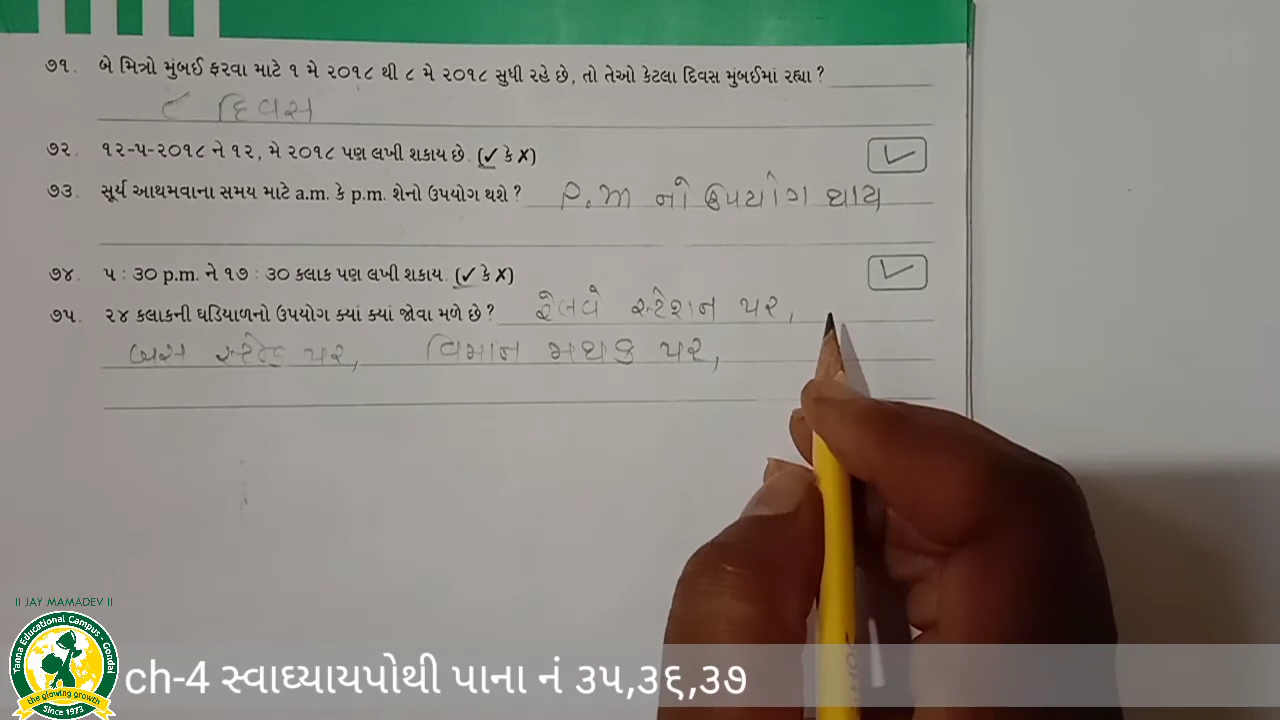 ૭૧. બે મિત્રો મુંબઈ ફરવા માટે ૧ મે ૨૦૧૮ થી ૮ મે ૨૦૧૮ સુધી રહે છે, તો તેઓ કેટલા દિવસ મુંબઈમાં રહ્યા ?
૮ દિવસ
૭૨. ૧૨-૫-૨૦૧૮ ને ૧૨, મે ૨૦૧૮ પણ લખી શકાય છે. (✓ કે ✗) ✓
૭૩. સૂર્ય આથમવાના સમય માટે a.m. કે p.m. શેનો ઉપયોગ થશે ? P.m નો ઉપયોગ થાય
૭૪. ૫ : ૩૦ p.m. ને ૧૭ : ૩૦ કલાક પણ લખી શકાય. (✓ કે ✗) ✓
૭૫. ૨૪ કલાકની ઘડિયાળનો ઉપયોગ ક્યાં ક્યાં જોવા મળે છે ? રેલવે સ્ટેશન પર,
બસ સ્ટેન્ડ પર, વિમાન મથક પર,
II JAY MAMADEV II
Taana Educational Campus - Gondal
the glowing growth
Since 1973
ch-4 સ્વાધ્યાયપોથી પાના નં ૩૫,૩૬,૩૭